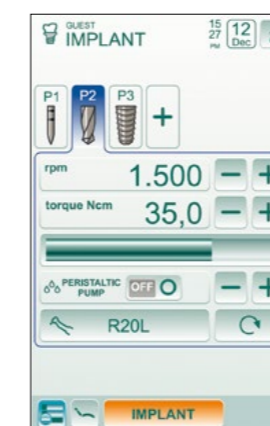 GUEST
IMPLANT
15
27
PM
12
Dec
P1
P2
P3
+
rpm
1.500
torque Ncm
35,0
PERISTALTIC
PUMP
OFF
R20L
IMPLANT